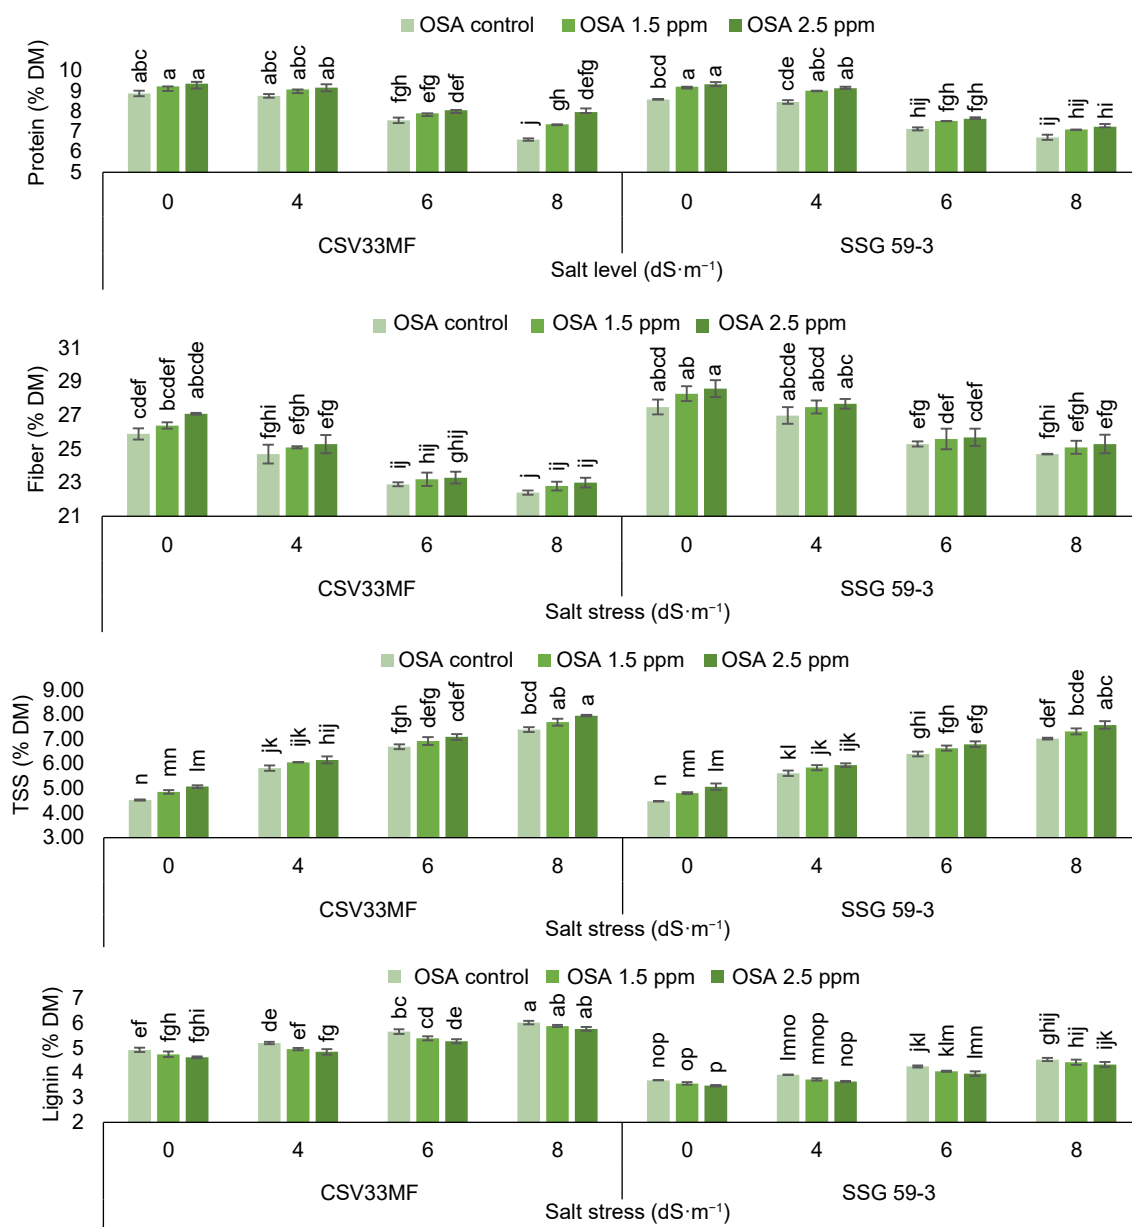 OSA control OSA 1.5 ppm OSA 2.5 ppm
Protein (% DM)
10
9
8
7
6
5
abc a a abc abc ab fgh efg def j gh defg bcd a a cde abc ab hij fgh fgh ij hij hi
0 4 6 8 0 4 6 8
CSV33MF SSG 59-3
Salt level (dS·m⁻¹)
OSA control OSA 1.5 ppm OSA 2.5 ppm
Fiber (% DM)
31
29
27
25
23
21
cdef bcdef abcde fghi efgh efg ij hij ghij j ij ij abcd ab a abcde abcd abc efg def cdef fghi efgh efg
0 4 6 8 0 4 6 8
CSV33MF SSG 59-3
Salt stress (dS·m⁻¹)
OSA control OSA 1.5 ppm OSA 2.5 ppm
TSS (% DM)
9.00
8.00
7.00
6.00
5.00
4.00
3.00
n mn lm jk ijk hij fgh defg cdef bcd ab a n mn lm kl jk ijk ghi fgh efg def bcde abc
0 4 6 8 0 4 6 8
CSV33MF SSG 59-3
Salt stress (dS·m⁻¹)
OSA control OSA 1.5 ppm OSA 2.5 ppm
Lignin (% DM)
7
6
5
4
3
2
ef fgh fghi de ef fg bc cd de a ab ab nop op p lmno mnop nop jkl klm lmn ghij hij ijk
0 4 6 8 0 4 6 8
CSV33MF SSG 59-3
Salt stress (dS·m⁻¹)